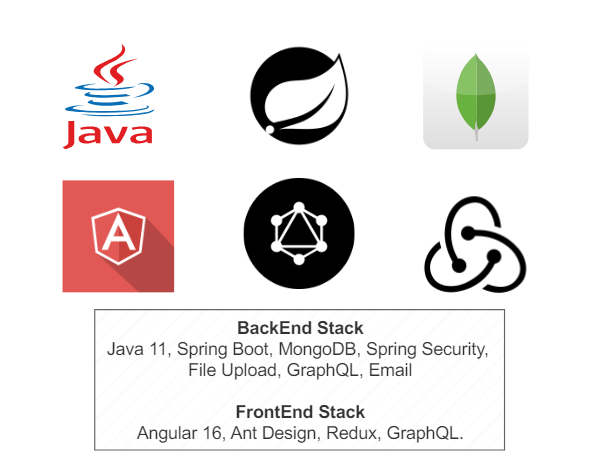 Java
A
BackEnd Stack
Java 11, Spring Boot, MongoDB, Spring Security,
File Upload, GraphQL, Email
FrontEnd Stack
Angular 16, Ant Design, Redux, GraphQL.